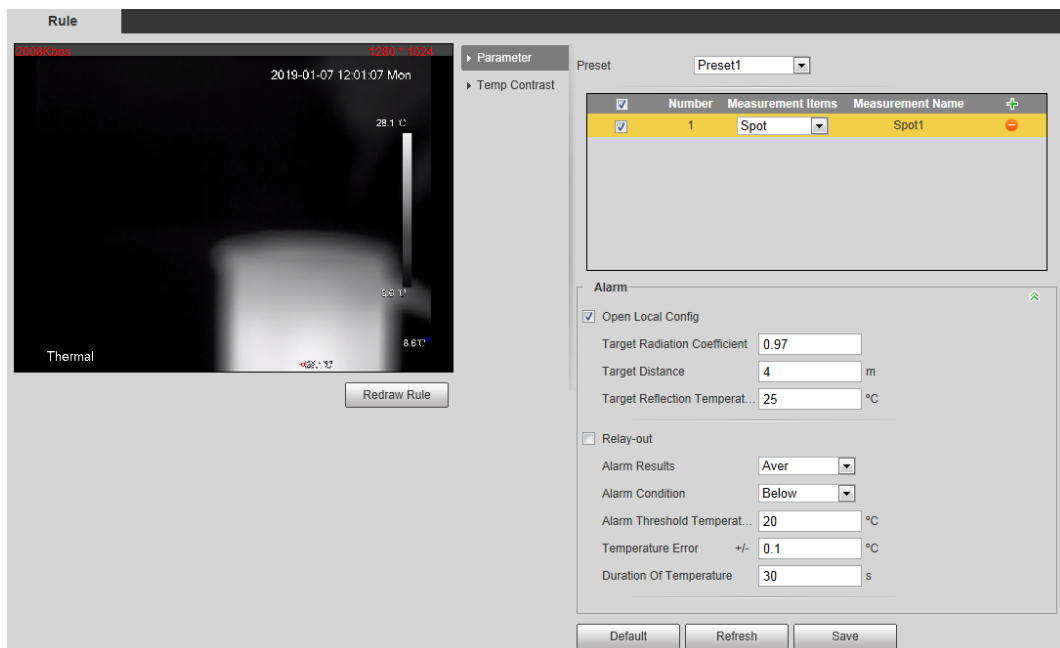 Rule
2008Kbps
1280 * 1024
2019-01-07 12:01:07 Mon
28.1 ℃
8.6℃
Thermal
Redraw Rule
Parameter
Temp Contrast
Preset Preset1
Number Measurement Items Measurement Name
1 Spot Spot1
Alarm
Open Local Config
Target Radiation Coefficient 0.97
Target Distance 4 m
Target Reflection Temperat... 25 °C
Relay-out
Alarm Results Aver
Alarm Condition Below
Alarm Threshold Temperat... 20 °C
Temperature Error +/- 0.1 °C
Duration Of Temperature 30 s
Default Refresh Save